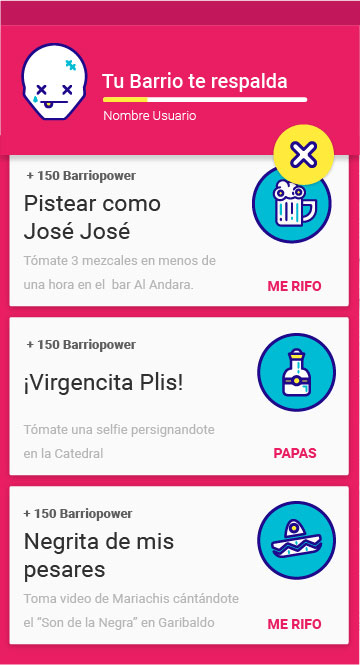 Tu Barrio te respalda
Nombre Usuario
+ 150 Barriopower
Pistear como
José José
Tómate 3 mezcales en menos de
una hora en el bar Al Andara.
ME RIFO
+ 150 Barriopower
¡Virgencita Plis!
Tómate una selfie persignandote
en la Catedral
PAPAS
+ 150 Barriopower
Negrita de mis
pesares
Toma video de Mariachis cántándote
el “Son de la Negra” en Garibaldo
ME RIFO